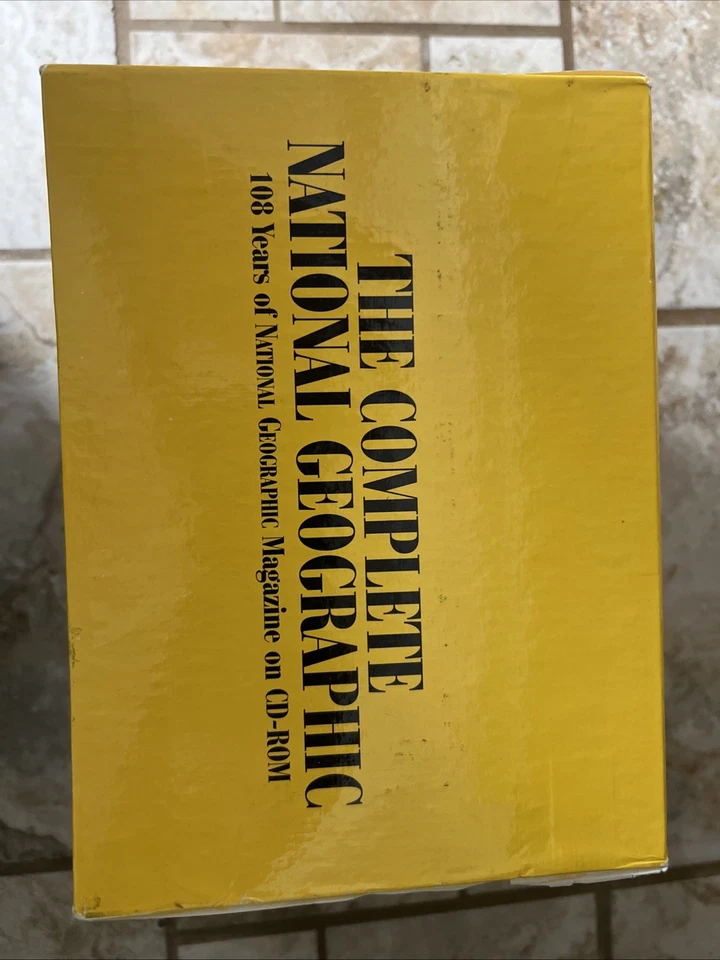 THE COMPLETE
NATIONAL GEOGRAPHIC
108 Years of NATIONAL GEOGRAPHIC Magazine on CD-ROM